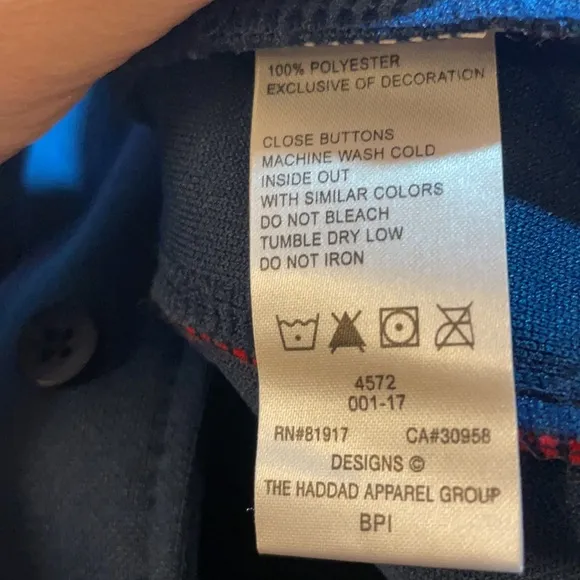 100% POLYESTER
EXCLUSIVE OF DECORATION
CLOSE BUTTONS
MACHINE WASH COLD
INSIDE OUT
WITH SIMILAR COLORS
DO NOT BLEACH
TUMBLE DRY LOW
DO NOT IRON
4572
001-17
RN#81917 CA#30958
DESIGNS ©
THE HADDAD APPAREL GROUP
BPI